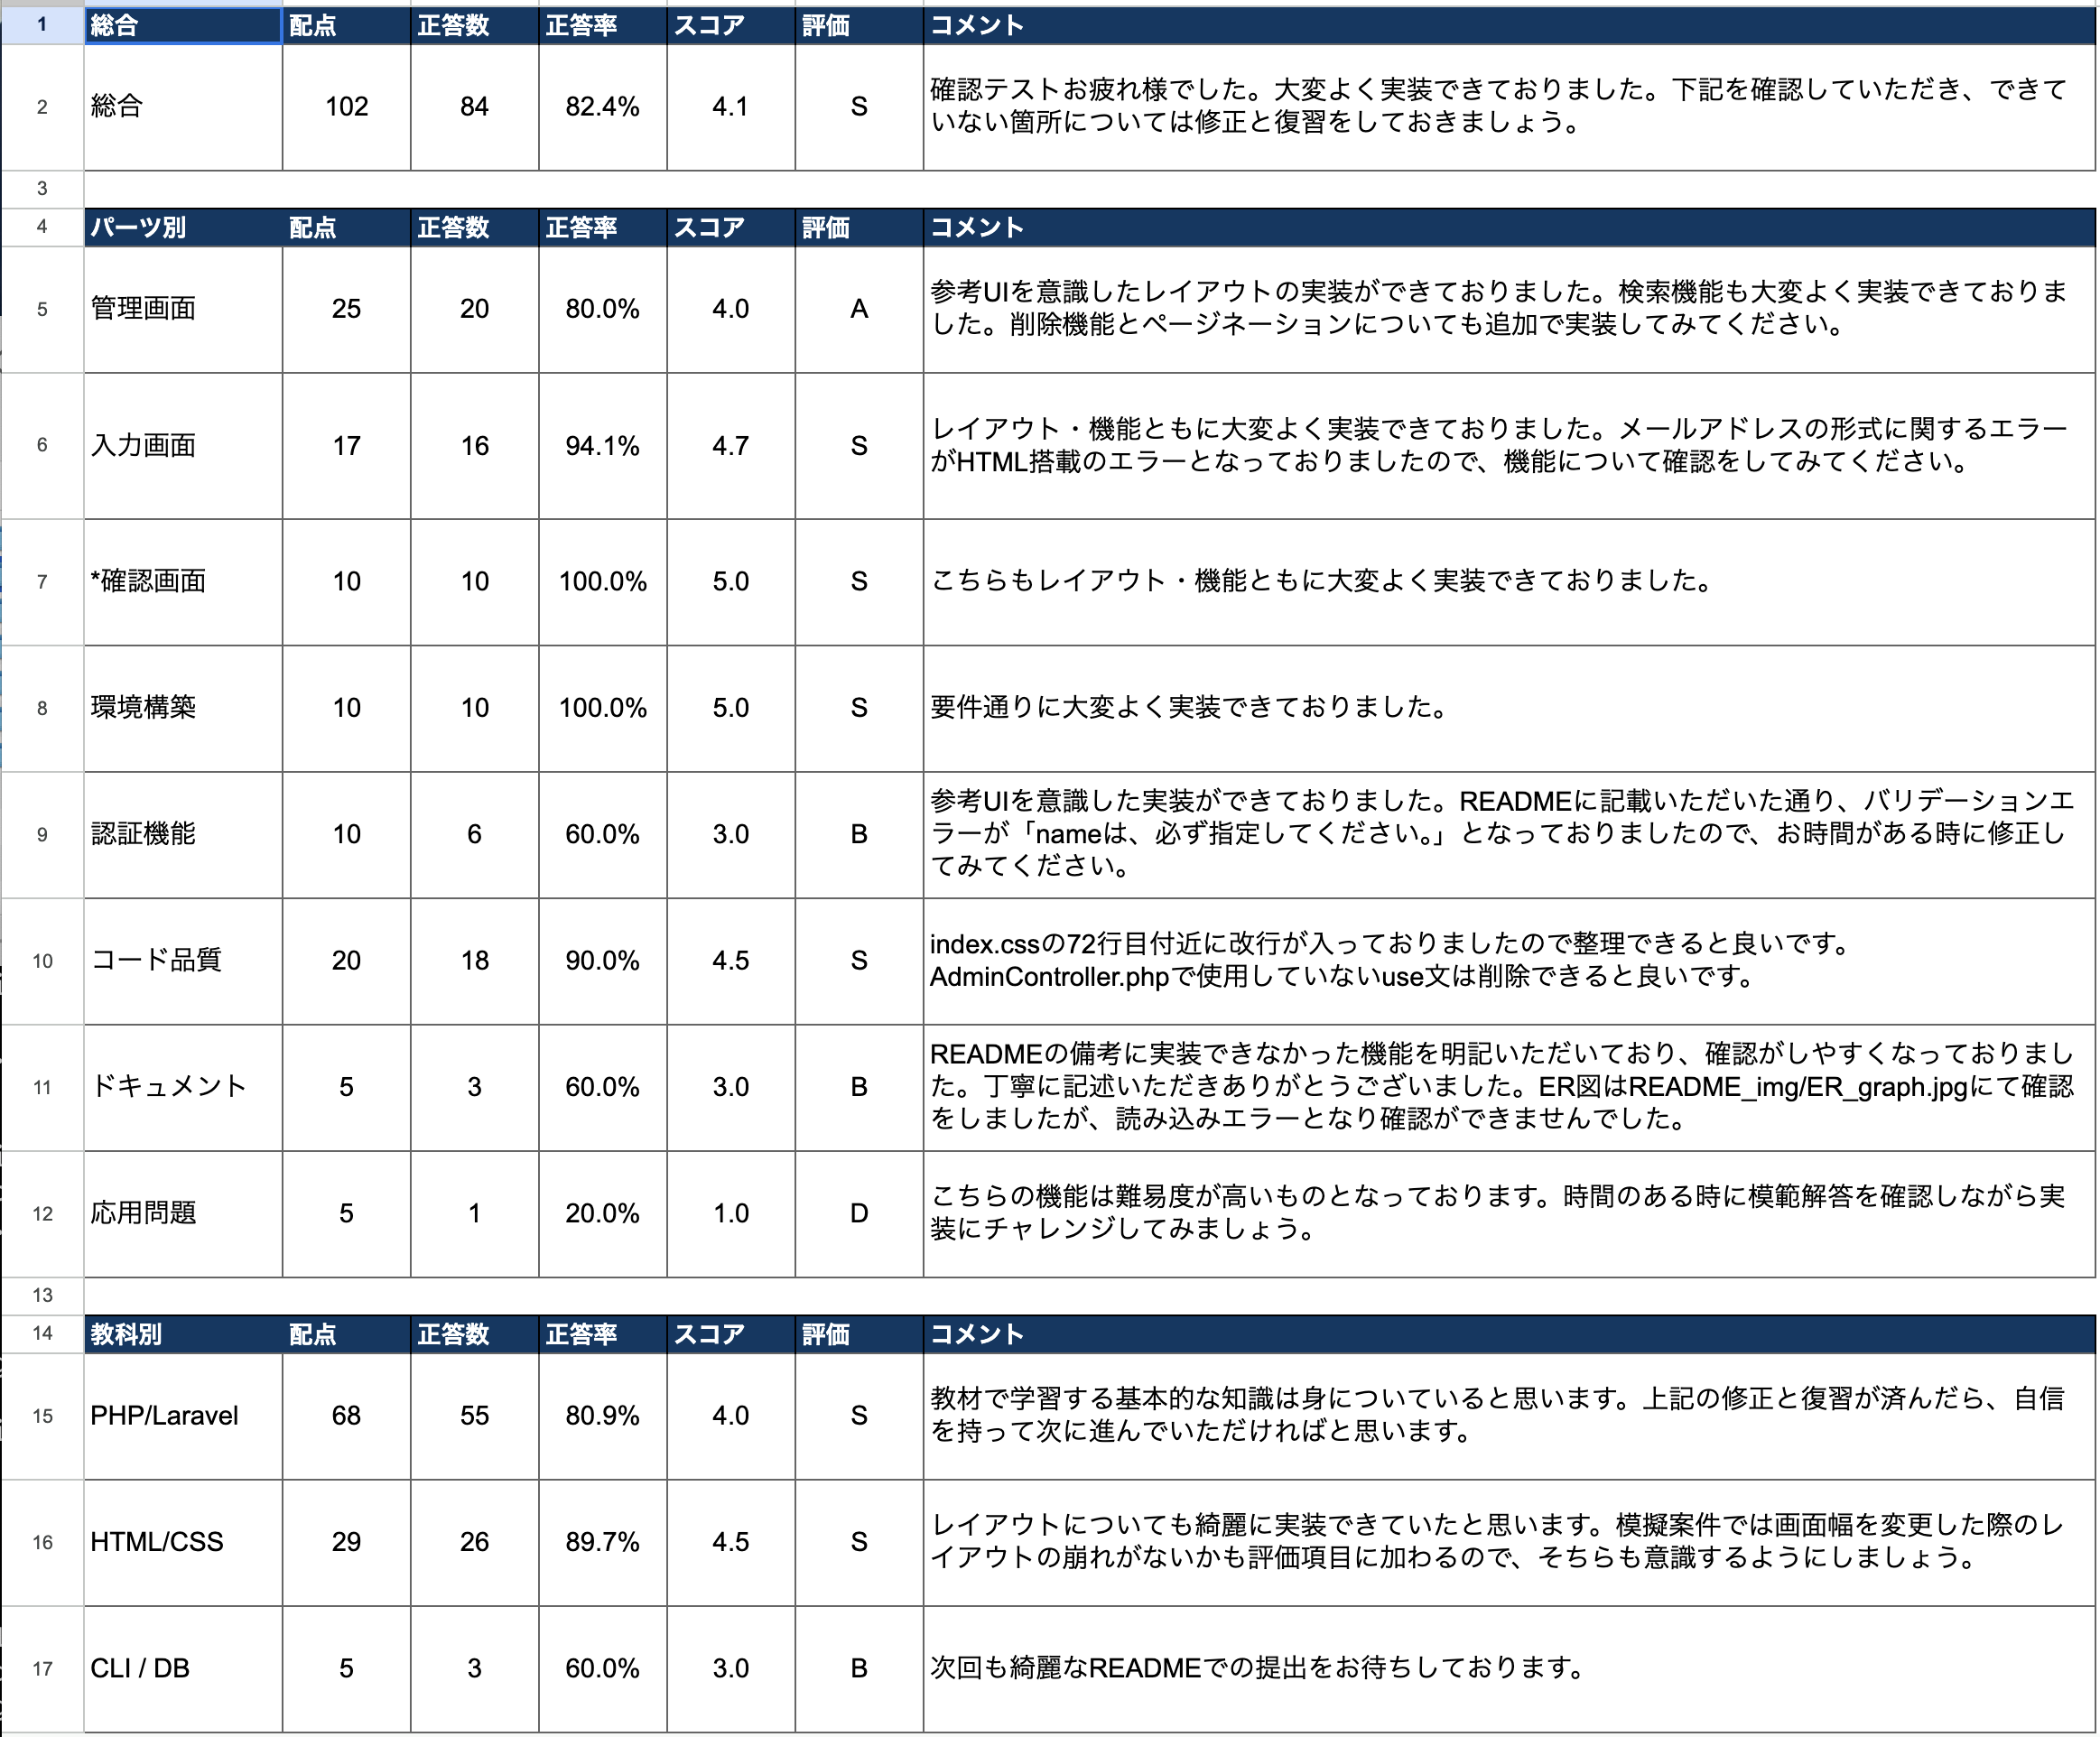 1 総合 配点 正答数 正答率 スコア 評価 コメント
2 総合 102 84 82.4% 4.1 S 確認テストお疲れ様でした。大変よく実装できておりました。下記を確認していただき、できて
いない箇所については修正と復習をしておきましょう。
3
4 パーツ別 配点 正答数 正答率 スコア 評価 コメント
5 管理画面 25 20 80.0% 4.0 A 参考UIを意識したレイアウトの実装ができておりました。検索機能も大変よく実装できておりま
した。削除機能とページネーションについても追加で実装してみてください。
6 入力画面 17 16 94.1% 4.7 S レイアウト・機能ともに大変よく実装できておりました。メールアドレスの形式に関するエラー
がHTML搭載のエラーとなっておりましたので、機能について確認をしてみてください。
7 *確認画面 10 10 100.0% 5.0 S こちらもレイアウト・機能ともに大変よく実装できておりました。
8 環境構築 10 10 100.0% 5.0 S 要件通りに大変よく実装できておりました。
9 認証機能 10 6 60.0% 3.0 B 参考UIを意識した実装ができておりました。READMEに記載いただいた通り、バリデーションエ
ラーが「nameは、必ず指定してください。」となっておりましたので、お時間がある時に修正し
てみてください。
10 コード品質 20 18 90.0% 4.5 S index.cssの72行目付近に改行が入っておりましたので整理できると良いです。
AdminController.phpで使用していないuse文は削除できると良いです。
11 ドキュメント 5 3 60.0% 3.0 B READMEの備考に実装できなかった機能を明記いただいており、確認がしやすくなっておりまし
た。丁寧に記述いただきありがとうございました。ER図はREADME_img/ER_graph.jpgにて確認
をしましたが、読み込みエラーとなり確認ができませんでした。
12 応用問題 5 1 20.0% 1.0 D こちらの機能は難易度が高いものとなっております。時間のある時に模範解答を確認しながら実
装にチャレンジしてみましょう。
13
14 教科別 配点 正答数 正答率 スコア 評価 コメント
15 PHP/Laravel 68 55 80.9% 4.0 S 教材で学習する基本的な知識は身についていると思います。上記の修正と復習が済んだら、自信
を持って次に進んでいただければと思います。
16 HTML/CSS 29 26 89.7% 4.5 S レイアウトについても綺麗に実装できていたと思います。模擬案件では画面幅を変更した際のレ
イアウトの崩れがないかも評価項目に加わるので、そちらも意識するようにしましょう。
17 CLI / DB 5 3 60.0% 3.0 B 次回も綺麗なREADMEでの提出をお待ちしております。